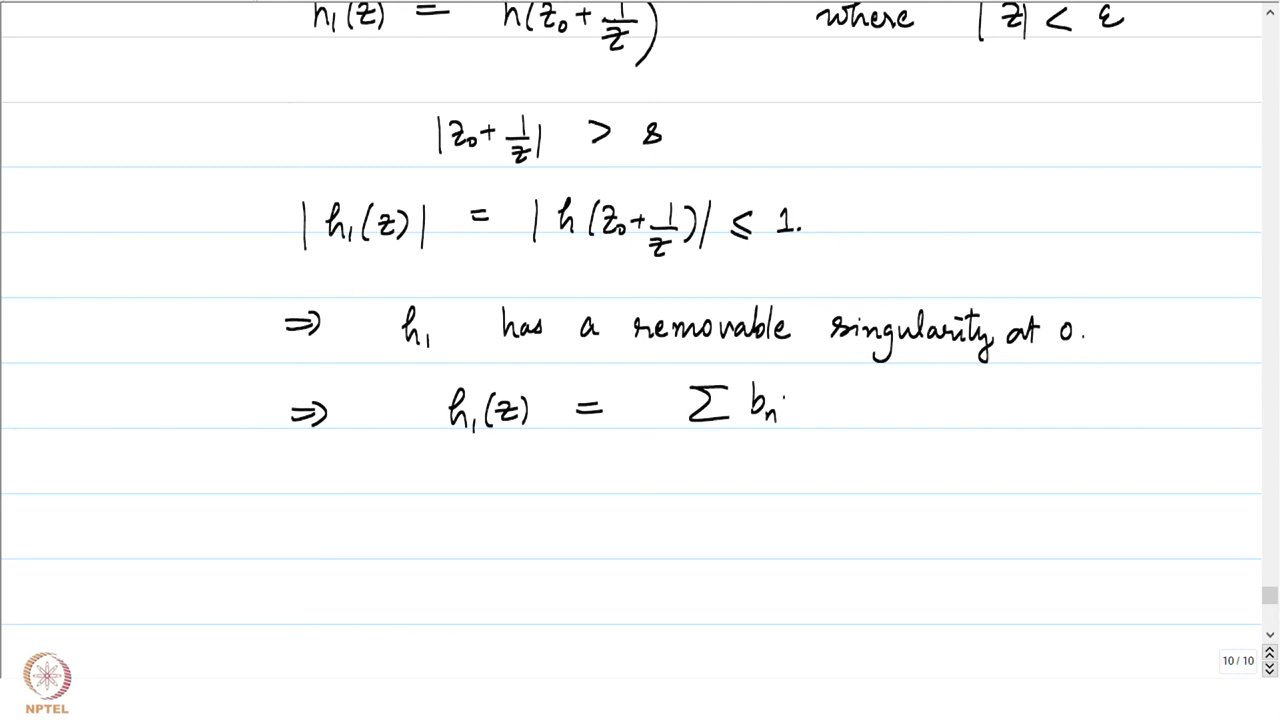 h₁(z) = h(z₀ + 1/z) where |z| < ε
|z₀ + 1/z| > s
|h₁(z)| = |h(z₀ + 1/z)| ≤ 1.
⇒ h₁ has a removable singularity at 0.
⇒ h₁(z) = Σ bₙ
10 / 10
NPTEL